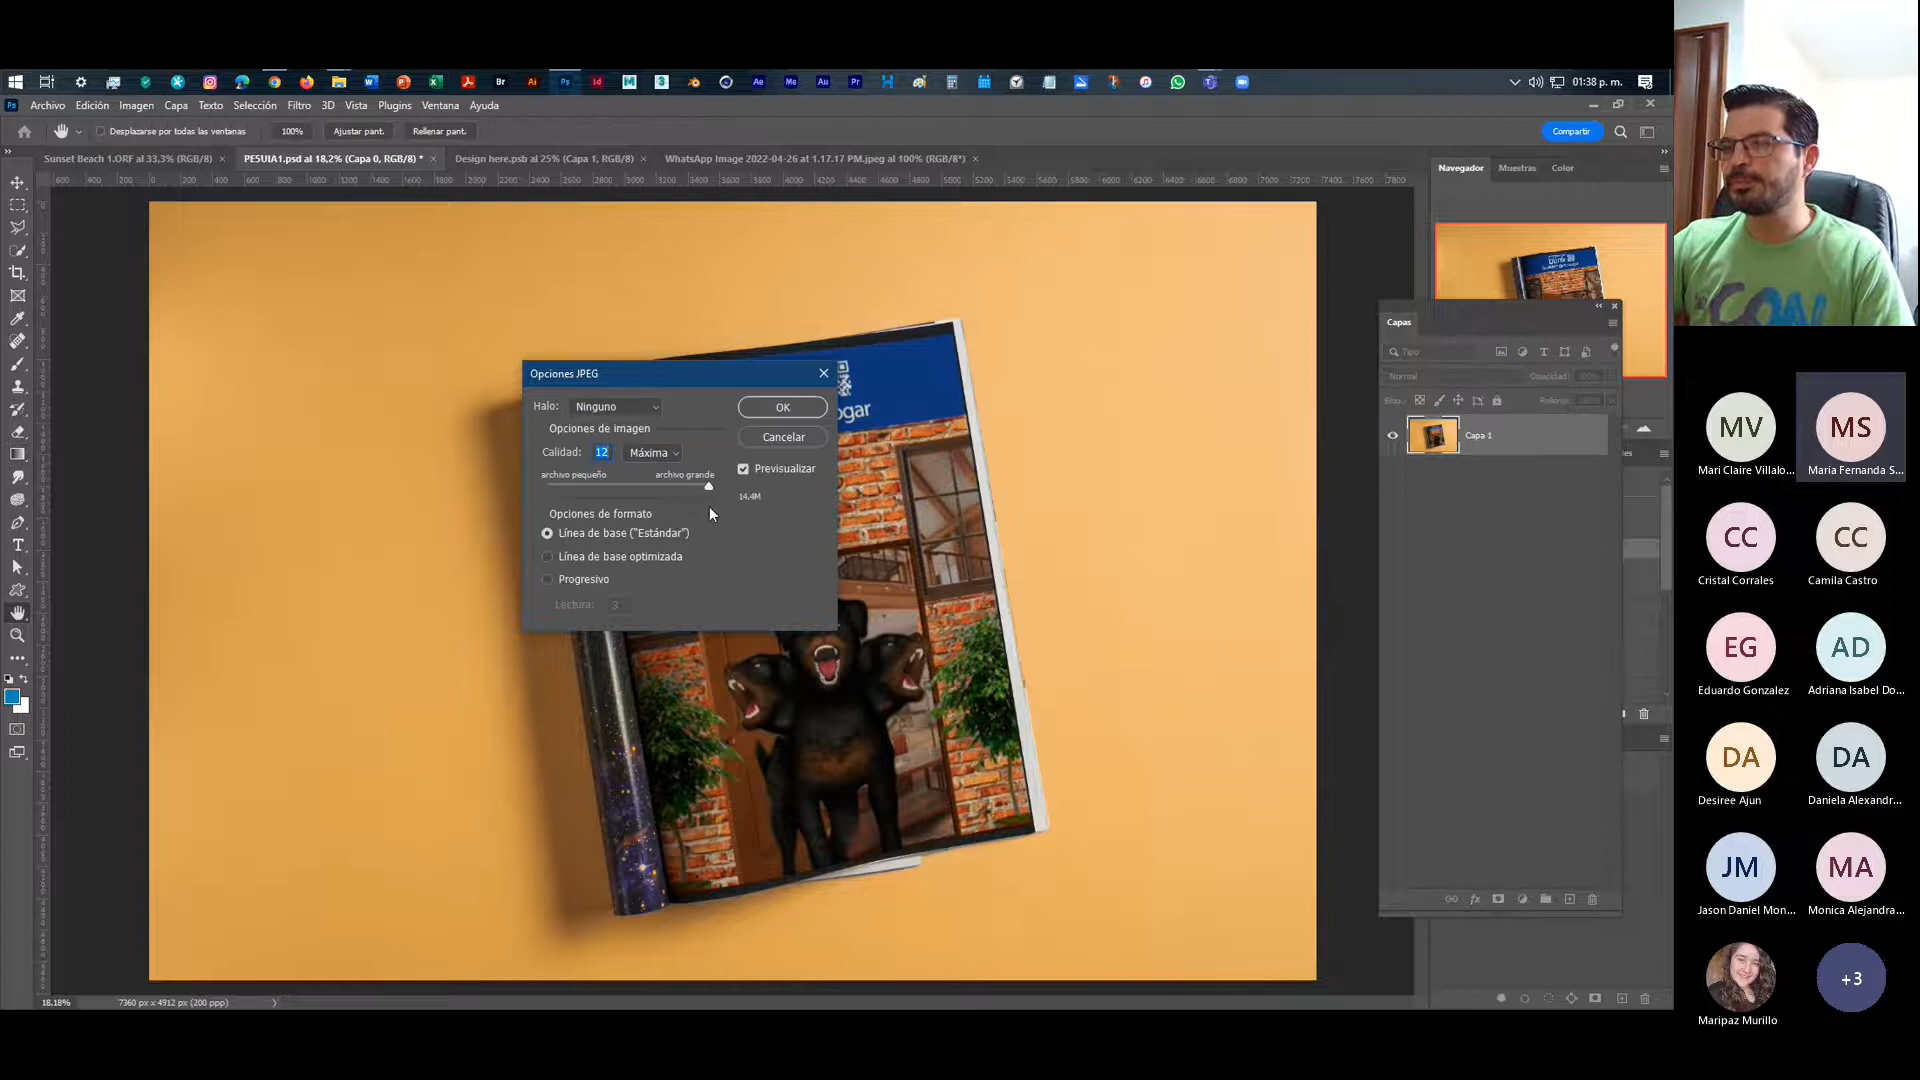 01:38 p. m.
Archivo Edición Imagen Capa Texto Selección Filtro 3D Vista Plugins Ventana Ayuda
Desplazarse por todas las ventanas 100% Ajustar pant. Rellenar pant. Compartir
Sunset Beach 1.ORF al 33,3% (RGB/8) × PE5UIA1.psd al 18,2% (Capa 0, RGB/8) * × Design here.psb al 25% (Capa 1, RGB/8) × WhatsApp Image 2022-04-26 at 1.17.17 PM.jpeg al 100% (RGB/8*) ×
Navegador Muestras Color
Opciones JPEG
Halo: Ninguno OK
Opciones de imagen
Cancelar
Calidad: 12 Máxima
Previsualizar
archivo pequeño archivo grande
14,4M
Opciones de formato
Línea de base ("Estándar")
Línea de base optimizada
Progresivo
Lectura: 3
ogar
Capas
Tipo
Normal Opacidad:
Bloq.: Relleno:
Capa 1
18,18% 7360 px x 4912 px (200 ppp)
MV MS
Mari Claire Villalo... Maria Fernanda S...
CC CC
Cristal Corrales Camila Castro
EG AD
Eduardo Gonzalez Adriana Isabel Do...
DA DA
Desiree Ajun Daniela Alexandr...
JM MA
Jason Daniel Mon... Monica Alejandra...
+3
Maripaz Murillo